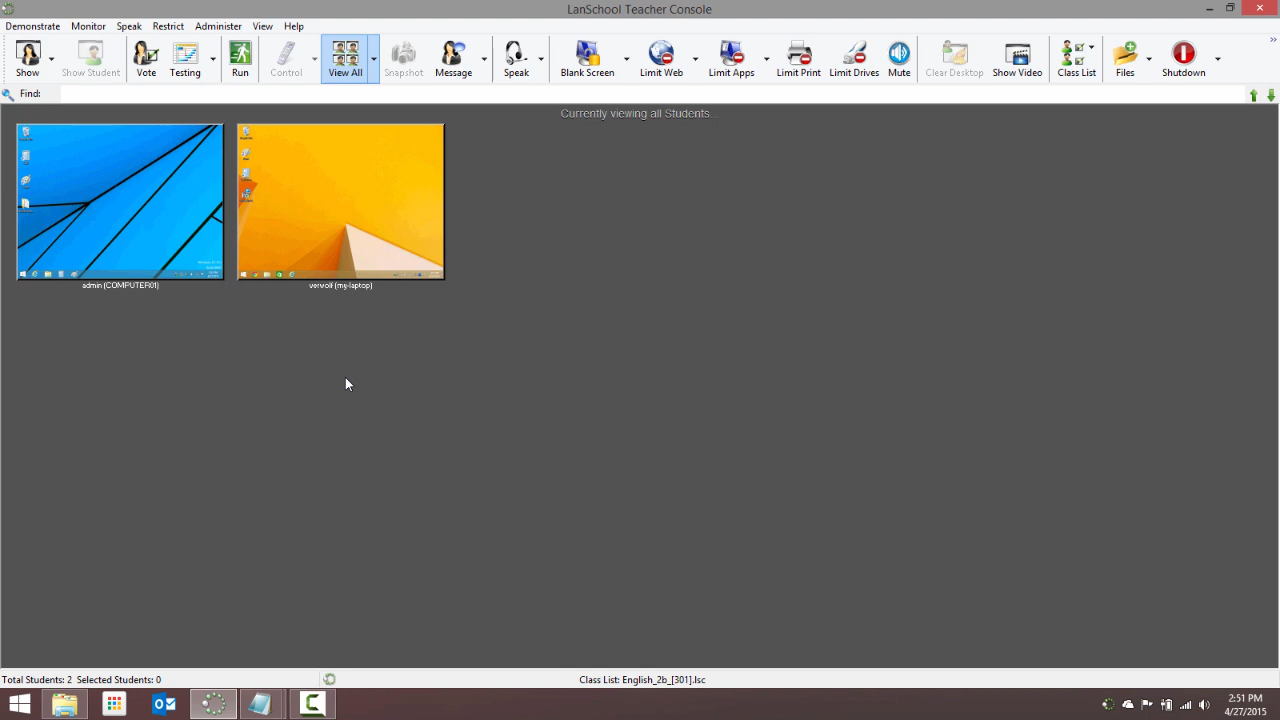 LanSchool Teacher Console
Demonstrate Monitor Speak Restrict Administer View Help
Show Show Student Vote Testing Run Control View All Snapshot Message Speak Blank Screen Limit Web Limit Apps Limit Print Limit Drives Mute Clear Desktop Show Video Class List Files Shutdown
Find:
Currently viewing all Students...
admin (COMPUTER01) verwolf (my-laptop)
Total Students: 2 Selected Students: 0 Class List: English_2b_[301].lsc
2:51 PM
4/27/2015